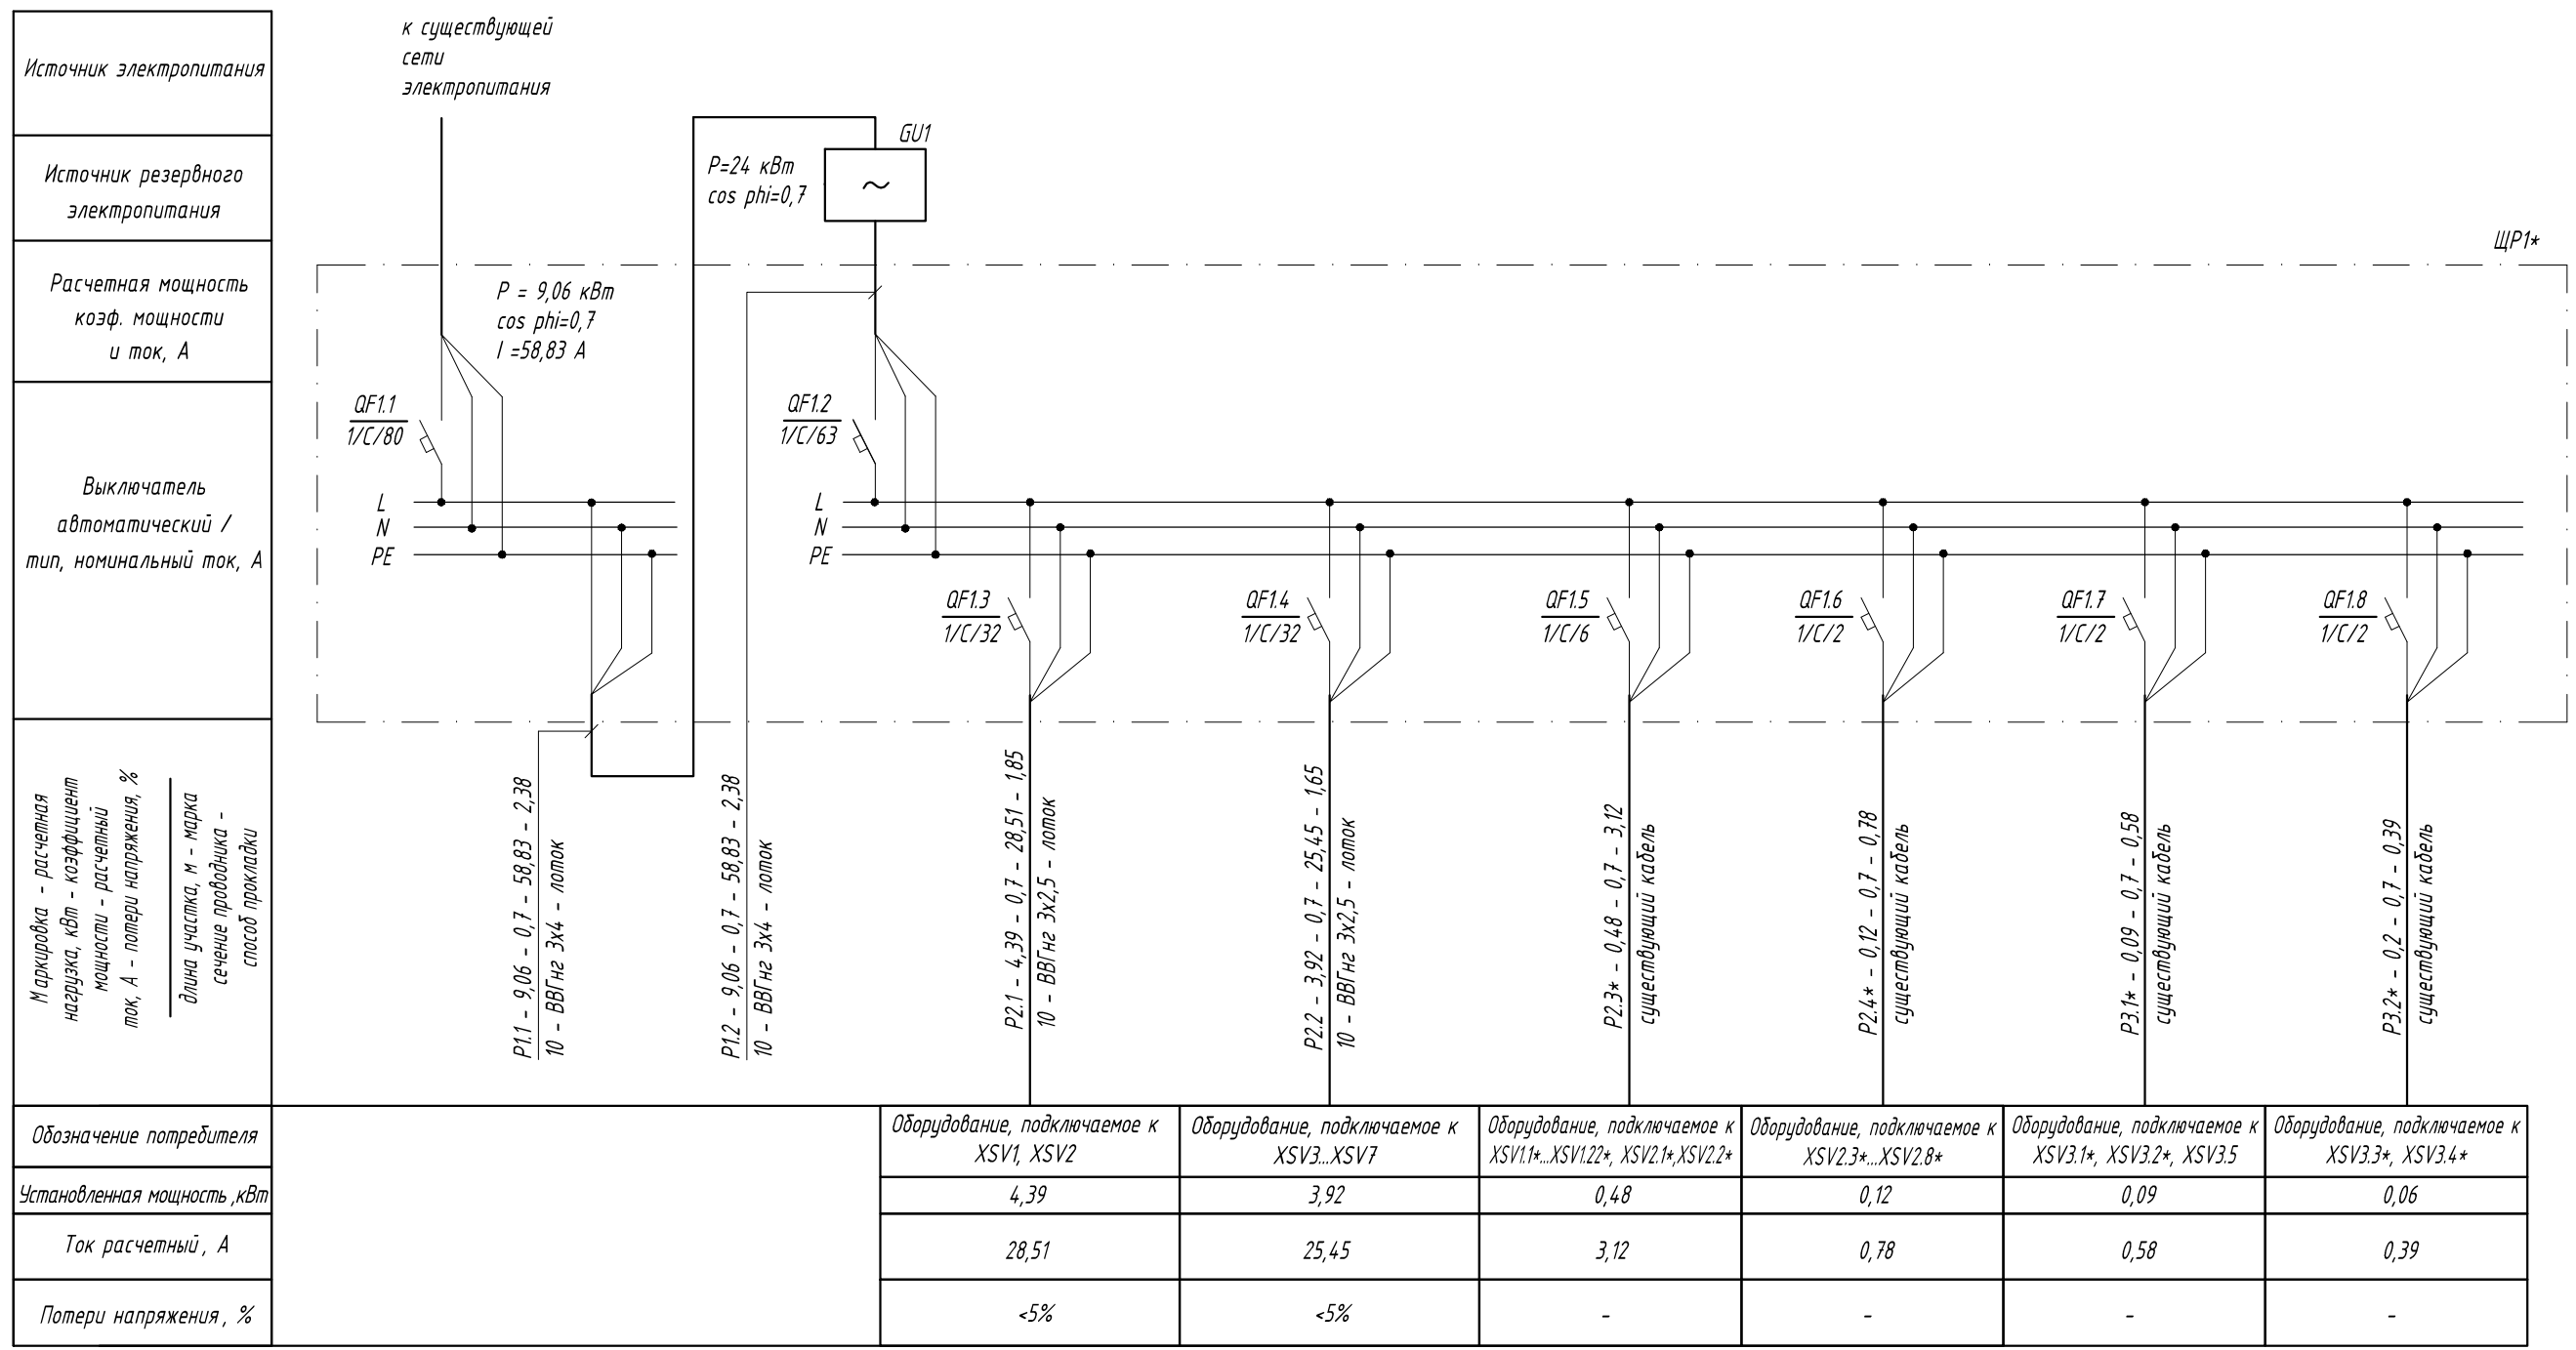 Источник электропитания
к существующей
сети
электропитания
Источник резервного
электропитания
GU1
P=24 кВт
cos phi=0,7
~
ЩР1*
Расчетная мощность
коэф. мощности
и ток, А
P = 9,06 кВт
cos phi=0,7
I =58,83 А
Выключатель
автоматический /
тип, номинальный ток, А
QF1.1
1/C/80
QF1.2
1/C/63
L
N
PE
L
N
PE
QF1.3
1/C/32
QF1.4
1/C/32
QF1.5
1/C/6
QF1.6
1/C/2
QF1.7
1/C/2
QF1.8
1/C/2
Маркировка - расчетная
нагрузка, кВт - коэффициент
мощности - расчетный
ток, А - потери напряжения, %
длина участка, м - марка
сечение проводника -
способ прокладки
P1.1 - 9,06 - 0,7 - 58,83 - 2,38
10 - ВВГнг 3х4 - лоток
P1.2 - 9,06 - 0,7 - 58,83 - 2,38
10 - ВВГнг 3х4 - лоток
P2.1 - 4,39 - 0,7 - 28,51 - 1,85
10 - ВВГнг 3х2,5 - лоток
P2.2 - 3,92 - 0,7 - 25,45 - 1,65
10 - ВВГнг 3х2,5 - лоток
P2.3* - 0,48 - 0,7 - 3,12
существующий кабель
P2.4* - 0,12 - 0,7 - 0,78
существующий кабель
P3.1* - 0,09 - 0,7 - 0,58
существующий кабель
P3.2* - 0,2 - 0,7 - 0,39
существующий кабель
Обозначение потребителя
Оборудование, подключаемое к
XSV1, XSV2
Оборудование, подключаемое к
XSV3...XSV7
Оборудование, подключаемое к
XSV1.1*...XSV1.22*, XSV2.1*,XSV2.2*
Оборудование, подключаемое к
XSV2.3*...XSV2.8*
Оборудование, подключаемое к
XSV3.1*, XSV3.2*, XSV3.5
Оборудование, подключаемое к
XSV3.3*, XSV3.4*
Установленная мощность ,кВт
4,39
3,92
0,48
0,12
0,09
0,06
Ток расчетный, А
28,51
25,45
3,12
0,78
0,58
0,39
Потери напряжения, %
<5%
<5%
-
-
-
-